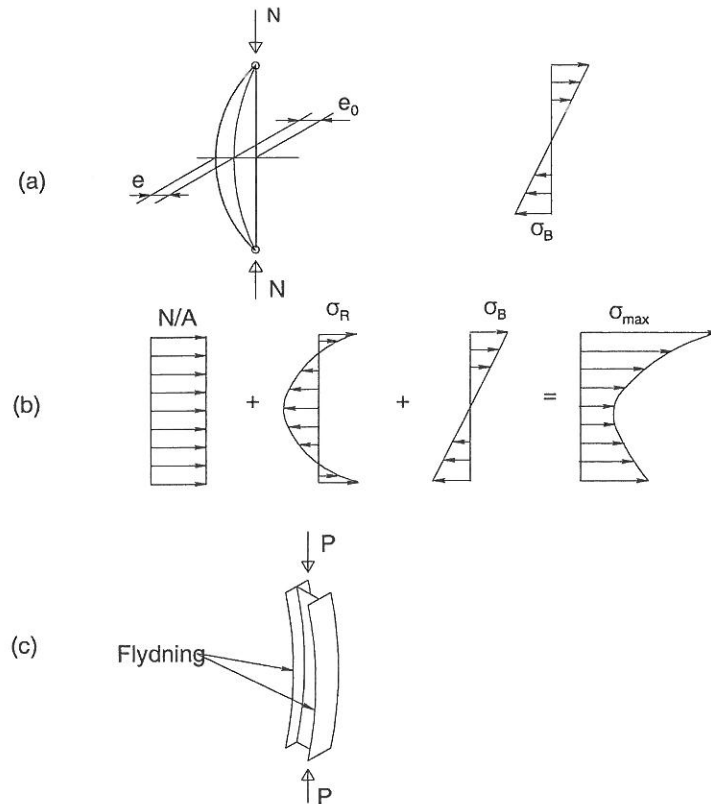 N
e₀
(a)
e
σB
N
N/A
σR
σB
σmax
(b)
+
+
=
P
(c)
Flydning
P